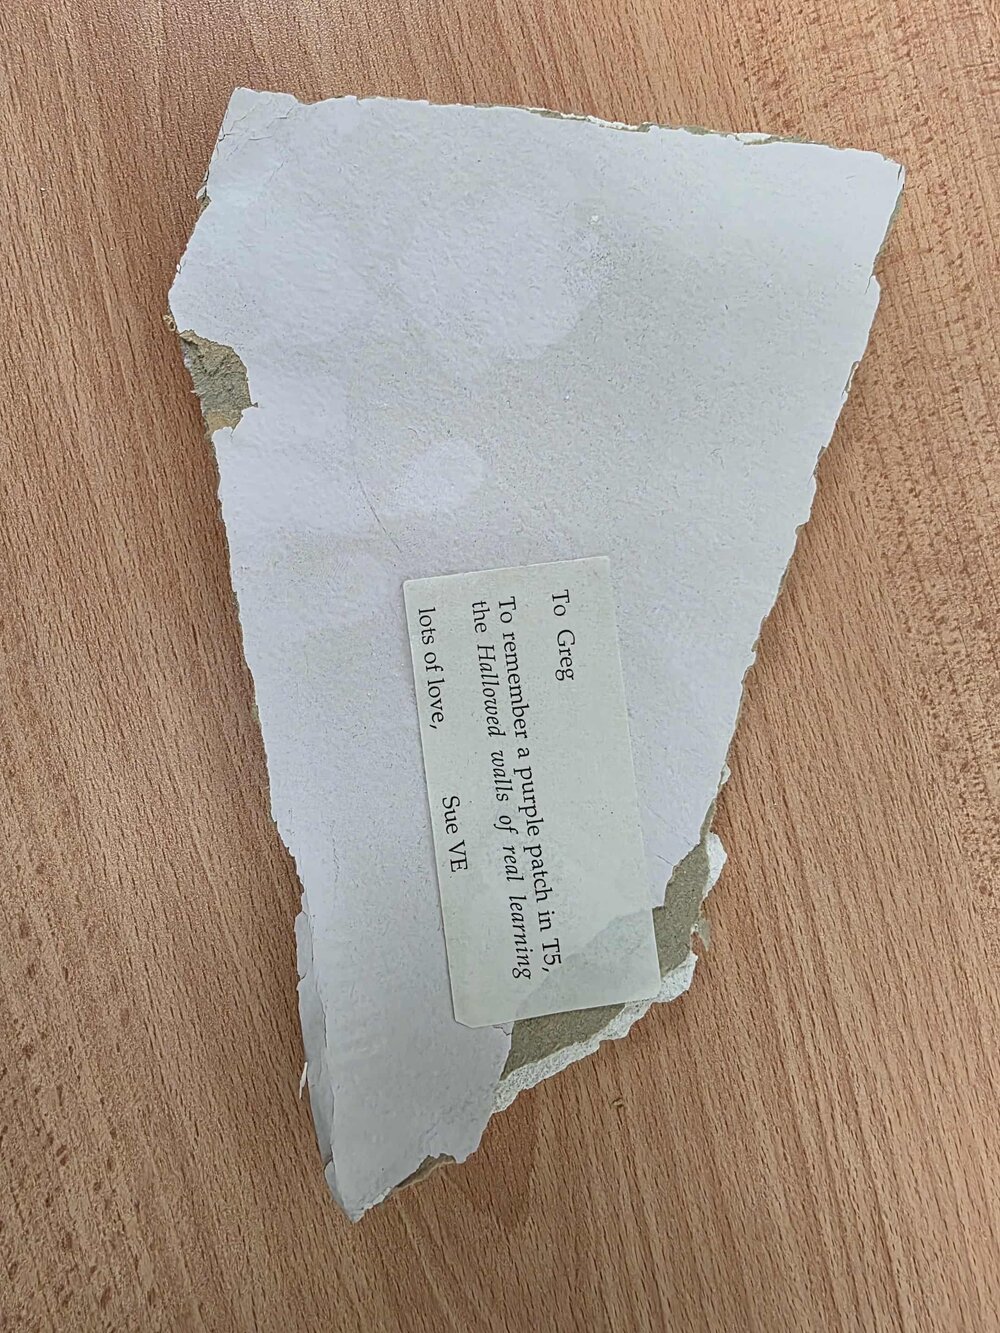 To Greg
To remember a purple patch in T5,
the Hallowed walls of real learning
lots of love,
Sue VE